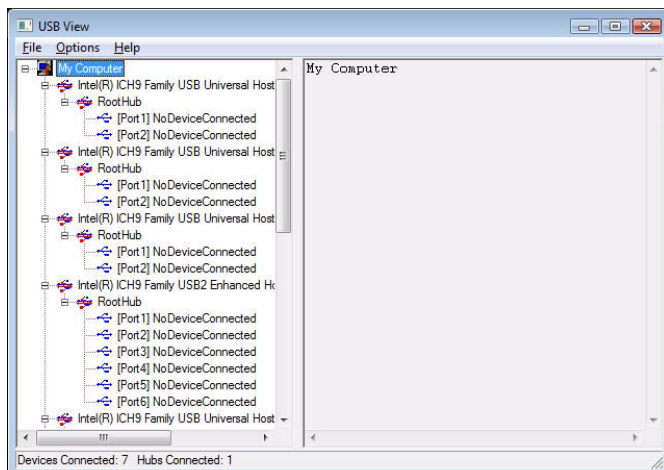 USB View
File Options Help
My Computer
Intel(R) ICH9 Family USB Universal Host
RootHub
[Port1] NoDeviceConnected
[Port2] NoDeviceConnected
Intel(R) ICH9 Family USB Universal Host
RootHub
[Port1] NoDeviceConnected
[Port2] NoDeviceConnected
Intel(R) ICH9 Family USB Universal Host
RootHub
[Port1] NoDeviceConnected
[Port2] NoDeviceConnected
Intel(R) ICH9 Family USB2 Enhanced Ho
RootHub
[Port1] NoDeviceConnected
[Port2] NoDeviceConnected
[Port3] NoDeviceConnected
[Port4] NoDeviceConnected
[Port5] NoDeviceConnected
[Port6] NoDeviceConnected
Intel(R) ICH9 Family USB Universal Host
My Computer
Devices Connected: 7 Hubs Connected: 1